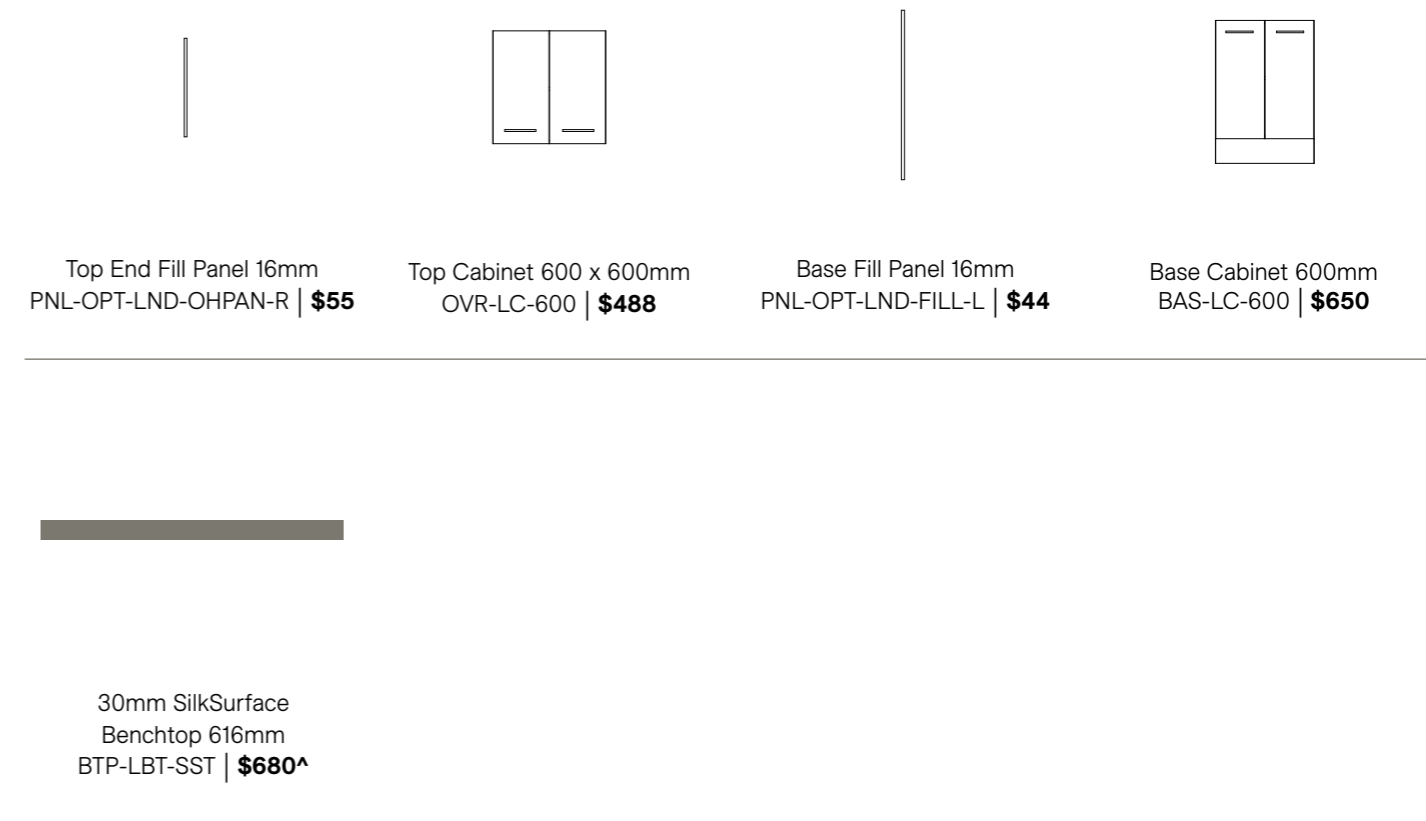 Top End Fill Panel 16mm
PNL-OPT-LND-OHPAN-R | $55
Top Cabinet 600 x 600mm
OVR-LC-600 | $488
Base Fill Panel 16mm
PNL-OPT-LND-FILL-L | $44
Base Cabinet 600mm
BAS-LC-600 | $650
30mm SilkSurface
Benchtop 616mm
BTP-LBT-SST | $680^